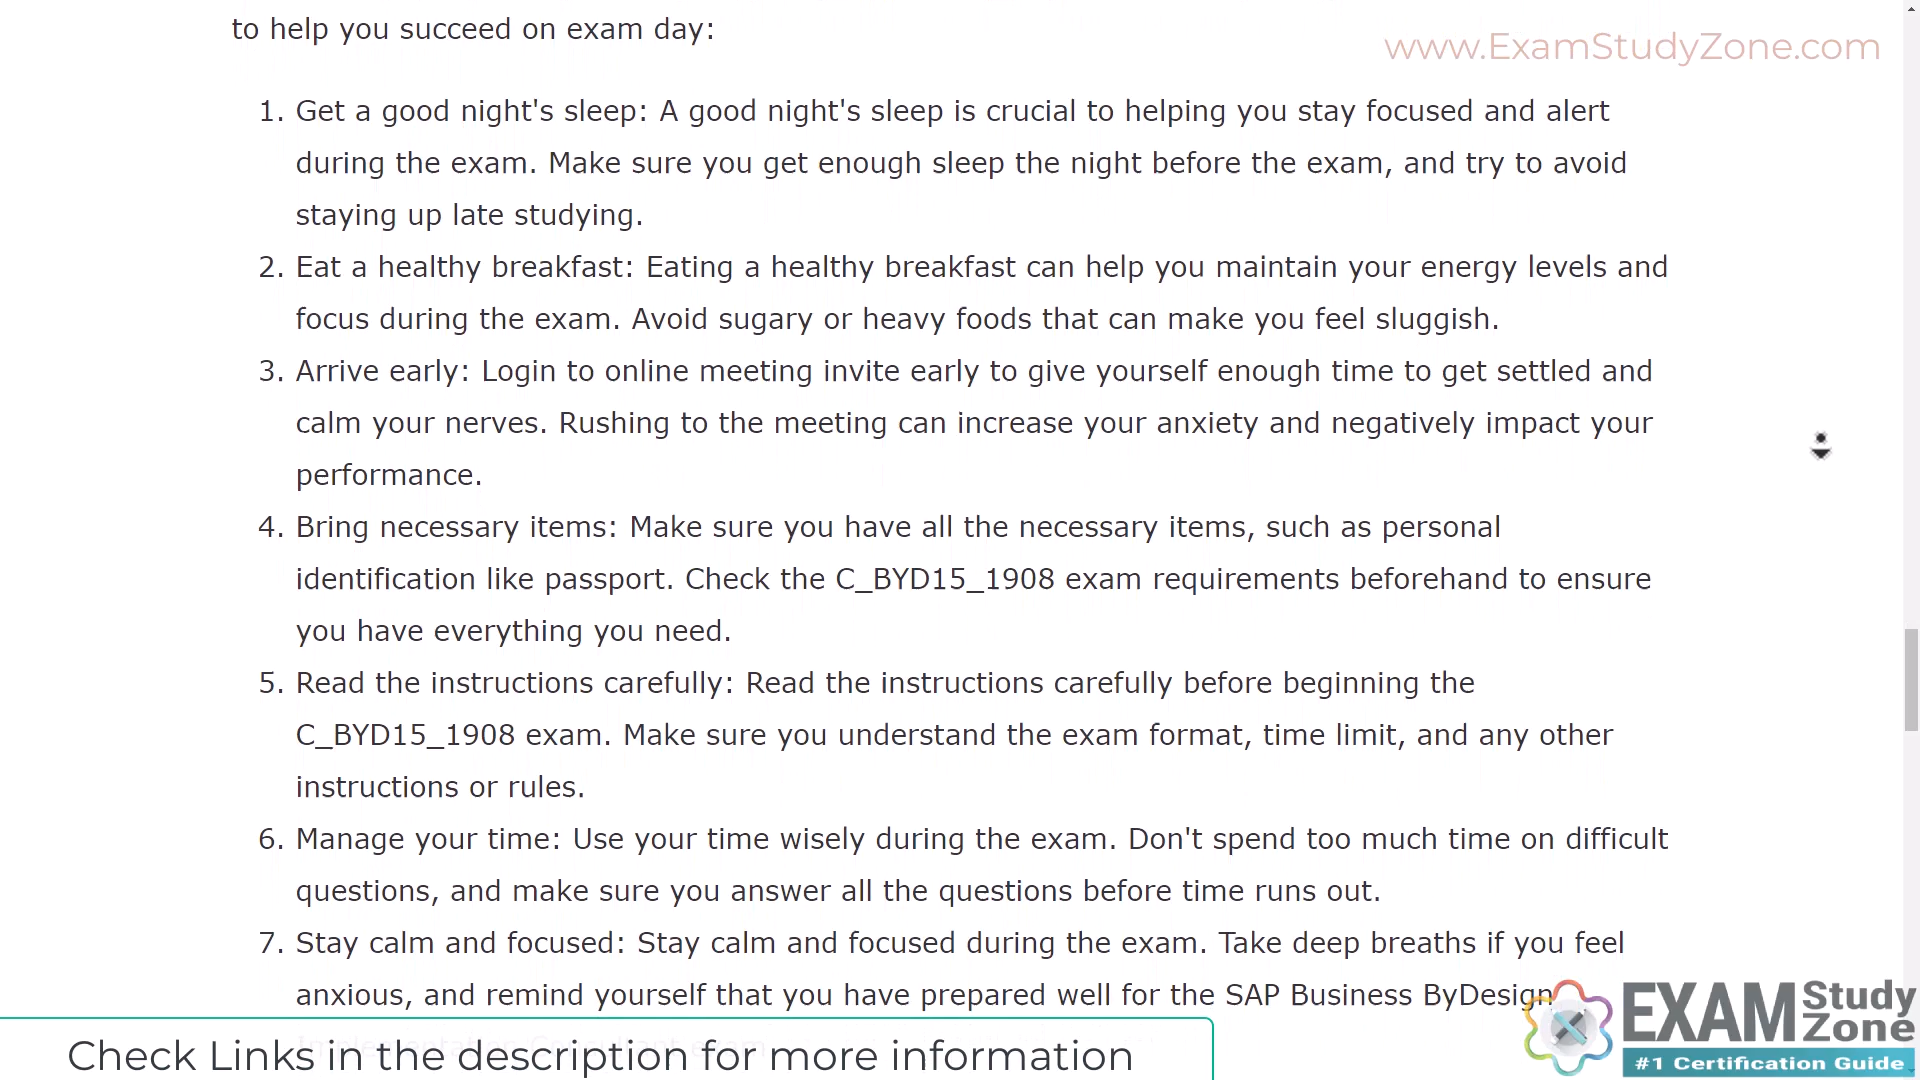 to help you succeed on exam day:
www.ExamStudyZone.com
1. Get a good night's sleep: A good night's sleep is crucial to helping you stay focused and alert
during the exam. Make sure you get enough sleep the night before the exam, and try to avoid
staying up late studying.
2. Eat a healthy breakfast: Eating a healthy breakfast can help you maintain your energy levels and
focus during the exam. Avoid sugary or heavy foods that can make you feel sluggish.
3. Arrive early: Login to online meeting invite early to give yourself enough time to get settled and
calm your nerves. Rushing to the meeting can increase your anxiety and negatively impact your
performance.
4. Bring necessary items: Make sure you have all the necessary items, such as personal
identification like passport. Check the C_BYD15_1908 exam requirements beforehand to ensure
you have everything you need.
5. Read the instructions carefully: Read the instructions carefully before beginning the
C_BYD15_1908 exam. Make sure you understand the exam format, time limit, and any other
instructions or rules.
6. Manage your time: Use your time wisely during the exam. Don't spend too much time on difficult
questions, and make sure you answer all the questions before time runs out.
7. Stay calm and focused: Stay calm and focused during the exam. Take deep breaths if you feel
anxious, and remind yourself that you have prepared well for the SAP Business ByDesign
Check Links in the description for more information
EXAM Study Zone
#1 Certification Guide